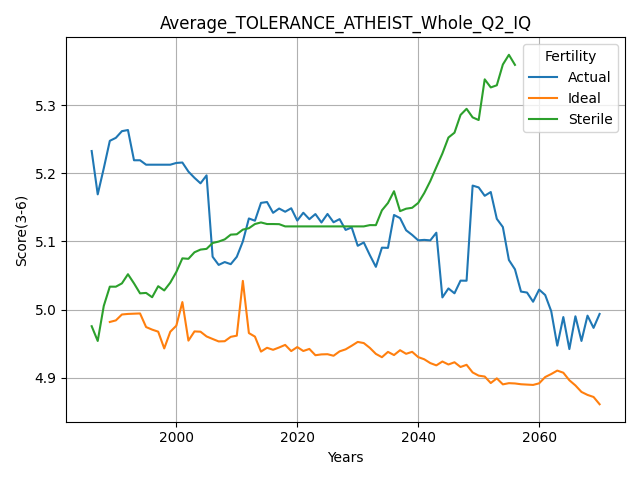 Average_TOLERANCE_ATHEIST_Whole_Q2_IQ
Fertility
Actual
Ideal
Sterile
Score(3-6)
5.3
5.2
5.1
5.0
4.9
2000
2020
2040
2060
Years